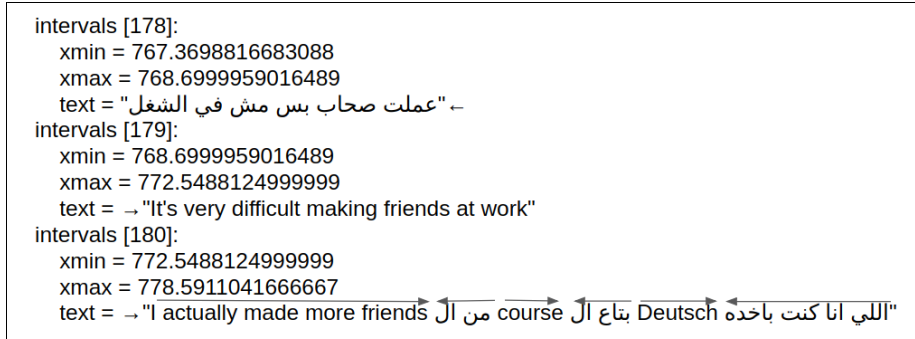 intervals [178]:
xmin = 767.3698816683088
xmax = 768.6999959016489
text = "عملت صحاب بس مش في الشغل"←
intervals [179]:
xmin = 768.6999959016489
xmax = 772.5488124999999
text = →"It's very difficult making friends at work"
intervals [180]:
xmin = 772.5488124999999
xmax = 778.5911041666667
text = →"I actually made more friends من ال course بتاع ال Deutsch اللي انا كنت باخده"